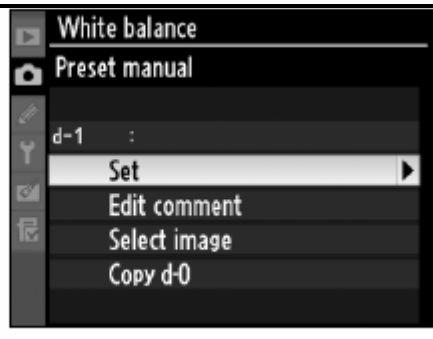 White balance
Preset manual
d-1 :
Set
Edit comment
Select image
Copy d-0